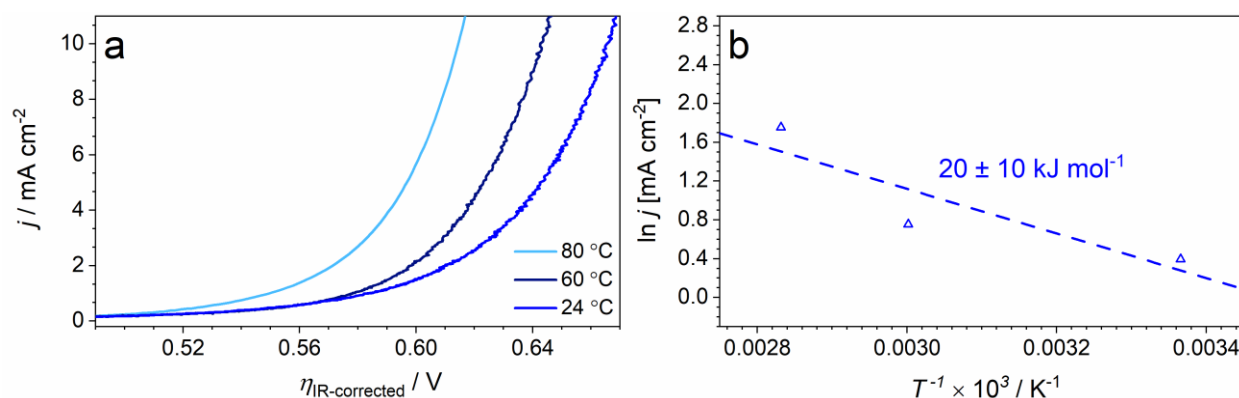 a
10
8
6
4
2
0
j / mA cm⁻²
80 °C
60 °C
24 °C
0.52
0.56
0.60
0.64
η_IR-corrected / V
b
2.8
2.4
2.0
1.6
1.2
0.8
0.4
0.0
ln j [mA cm⁻²]
20 ± 10 kJ mol⁻¹
0.0028
0.0030
0.0032
0.0034
T⁻¹ × 10³ / K⁻¹